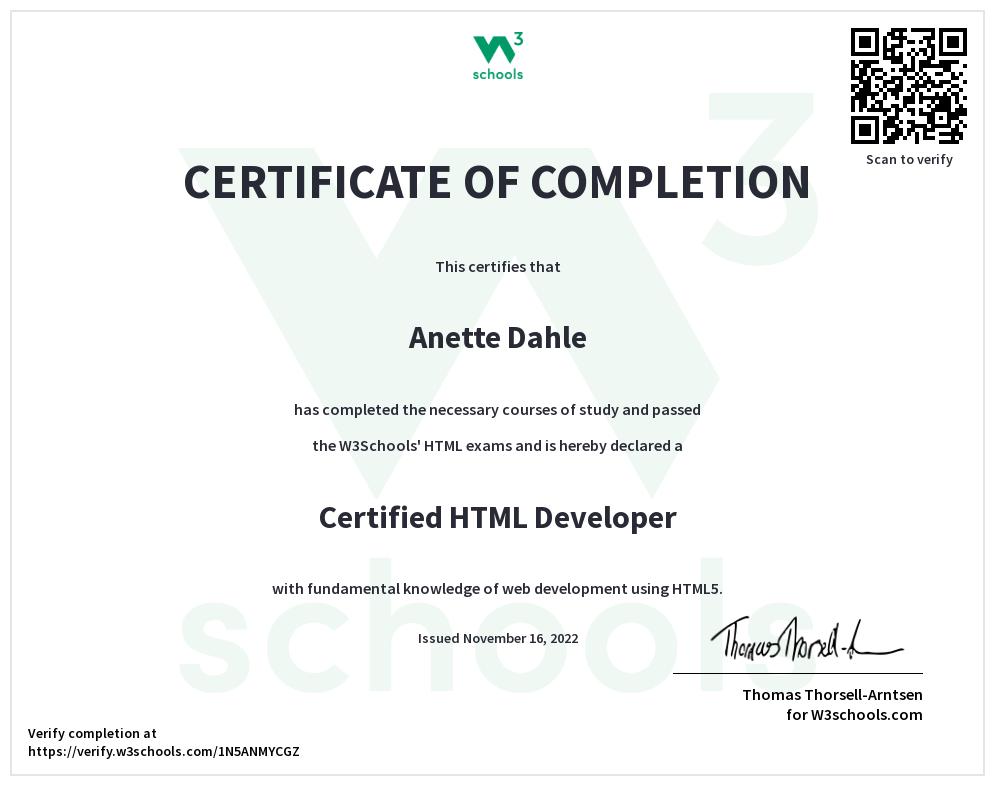 W3
schools
Scan to verify
CERTIFICATE OF COMPLETION
This certifies that
Anette Dahle
has completed the necessary courses of study and passed
the W3Schools' HTML exams and is hereby declared a
Certified HTML Developer
with fundamental knowledge of web development using HTML5.
Issued November 16, 2022
Thomas Thorsell-A
Thomas Thorsell-Arntsen
for W3schools.com
Verify completion at
https://verify.w3schools.com/1N5ANMYCGZ
W3
schools